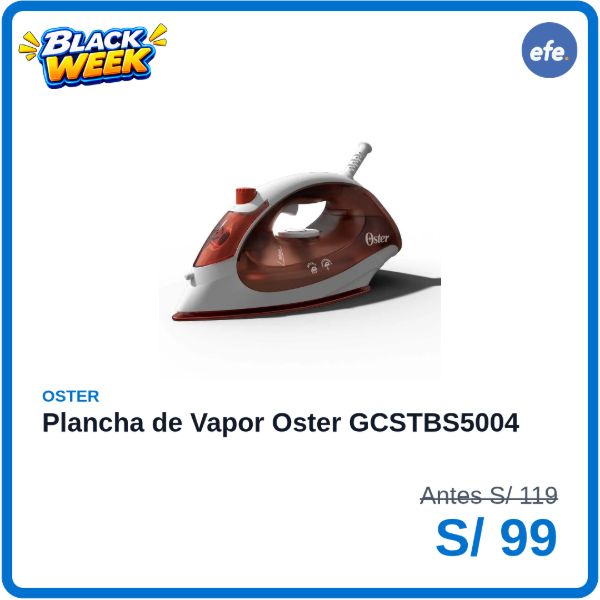 BLACK
WEEK
efe.
Oster
OSTER
Plancha de Vapor Oster GCSTBS5004
Antes S/ 119
S/ 99